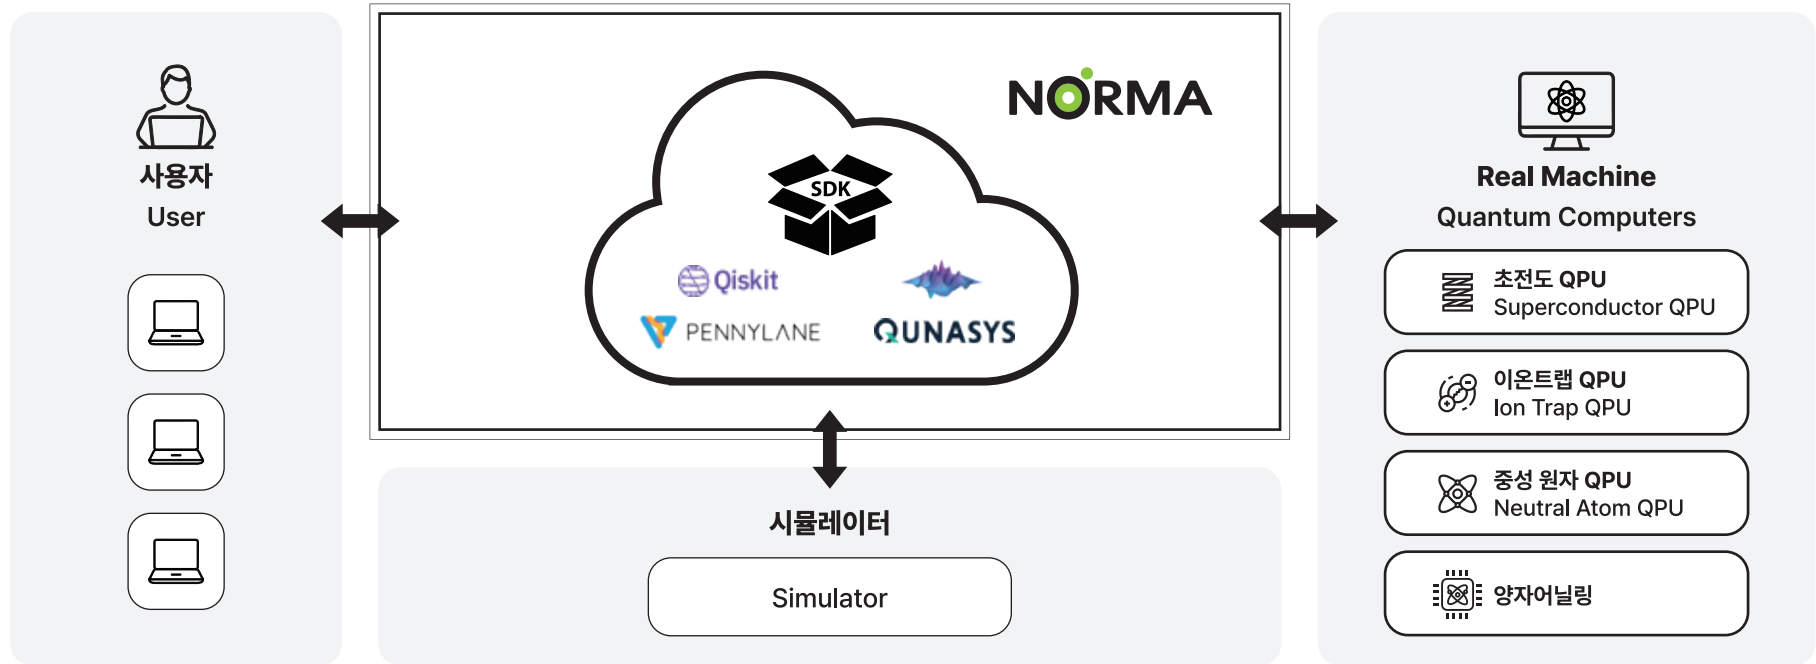 사용자
User
NORMA
SDK
Qiskit
PENNYLANE
QUNASYS
시뮬레이터
Simulator
Real Machine
Quantum Computers
초전도 QPU
Superconductor QPU
이온트랩 QPU
Ion Trap QPU
중성 원자 QPU
Neutral Atom QPU
양자어닐링